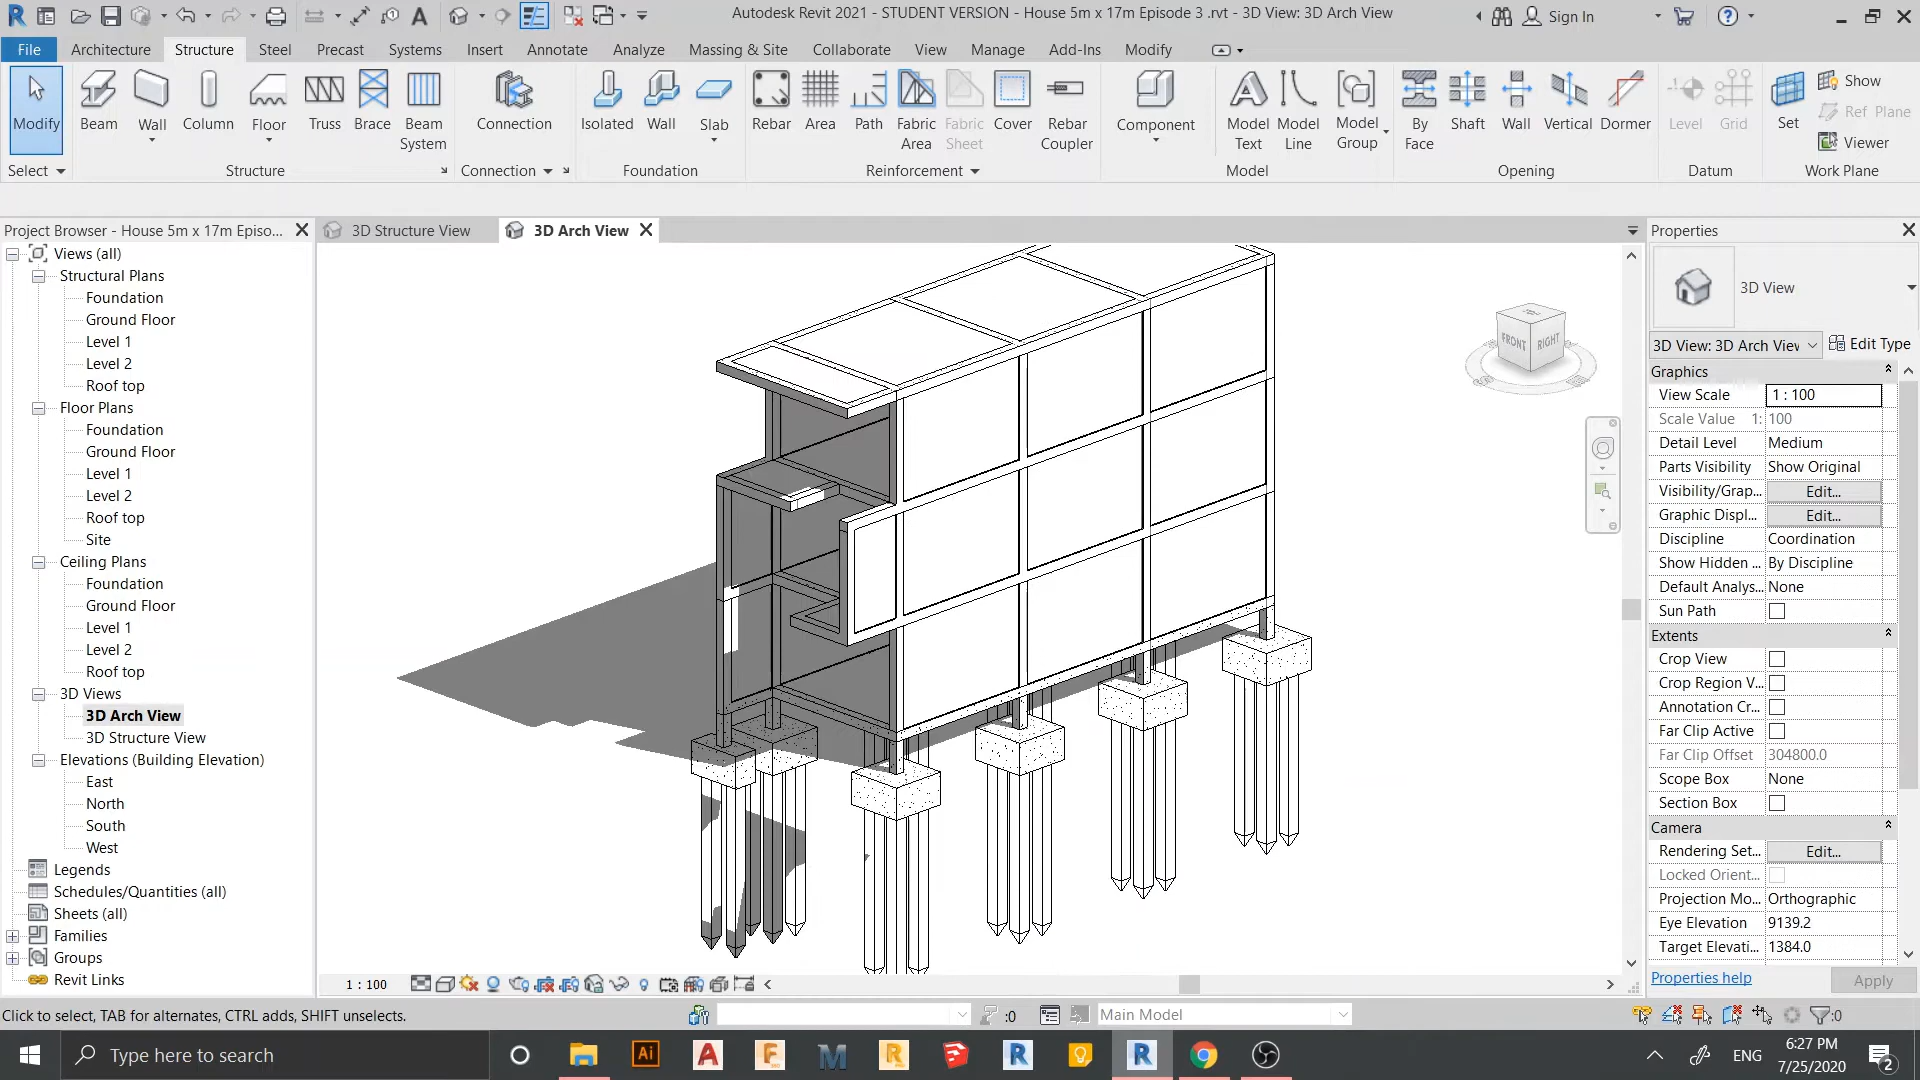 Autodesk Revit 2021 - STUDENT VERSION - House 5m x 17m Episode 3 .rvt - 3D View: 3D Arch View
Sign In
File Architecture Structure Steel Precast Systems Insert Annotate Analyze Massing & Site Collaborate View Manage Add-Ins Modify
Modify Beam Wall Column Floor Truss Brace Beam System Connection Isolated Wall Slab Rebar Area Path Fabric Area Fabric Sheet Cover Rebar Coupler Component Model Text Model Line Model Group By Face Shaft Wall Vertical Dormer Level Grid Set
Show
Ref Plane
Viewer
Select Structure Connection Foundation Reinforcement Model Opening Datum Work Plane
Project Browser - House 5m x 17m Episo...
Views (all)
Structural Plans
Foundation
Ground Floor
Level 1
Level 2
Roof top
Floor Plans
Foundation
Ground Floor
Level 1
Level 2
Roof top
Site
Ceiling Plans
Foundation
Ground Floor
Level 1
Level 2
Roof top
3D Views
3D Arch View
3D Structure View
Elevations (Building Elevation)
East
North
South
West
Legends
Schedules/Quantities (all)
Sheets (all)
Families
Groups
Revit Links
3D Structure View
3D Arch View
FRONT
RIGHT
Properties
3D View
3D View: 3D Arch View
Edit Type
Graphics
View Scale 1 : 100
Scale Value 1: 100
Detail Level Medium
Parts Visibility Show Original
Visibility/Grap... Edit...
Graphic Displ... Edit...
Discipline Coordination
Show Hidden ... By Discipline
Default Analys... None
Sun Path
Extents
Crop View
Crop Region V...
Annotation Cr...
Far Clip Active
Far Clip Offset 304800.0
Scope Box None
Section Box
Camera
Rendering Set... Edit...
Locked Orient...
Projection Mo... Orthographic
Eye Elevation 9139.2
Target Elevati... 1384.0
Properties help
Apply
1 : 100
Click to select, TAB for alternates, CTRL adds, SHIFT unselects.
:0
Main Model
:0
Type here to search
Ai
ENG
6:27 PM
7/25/2020
2